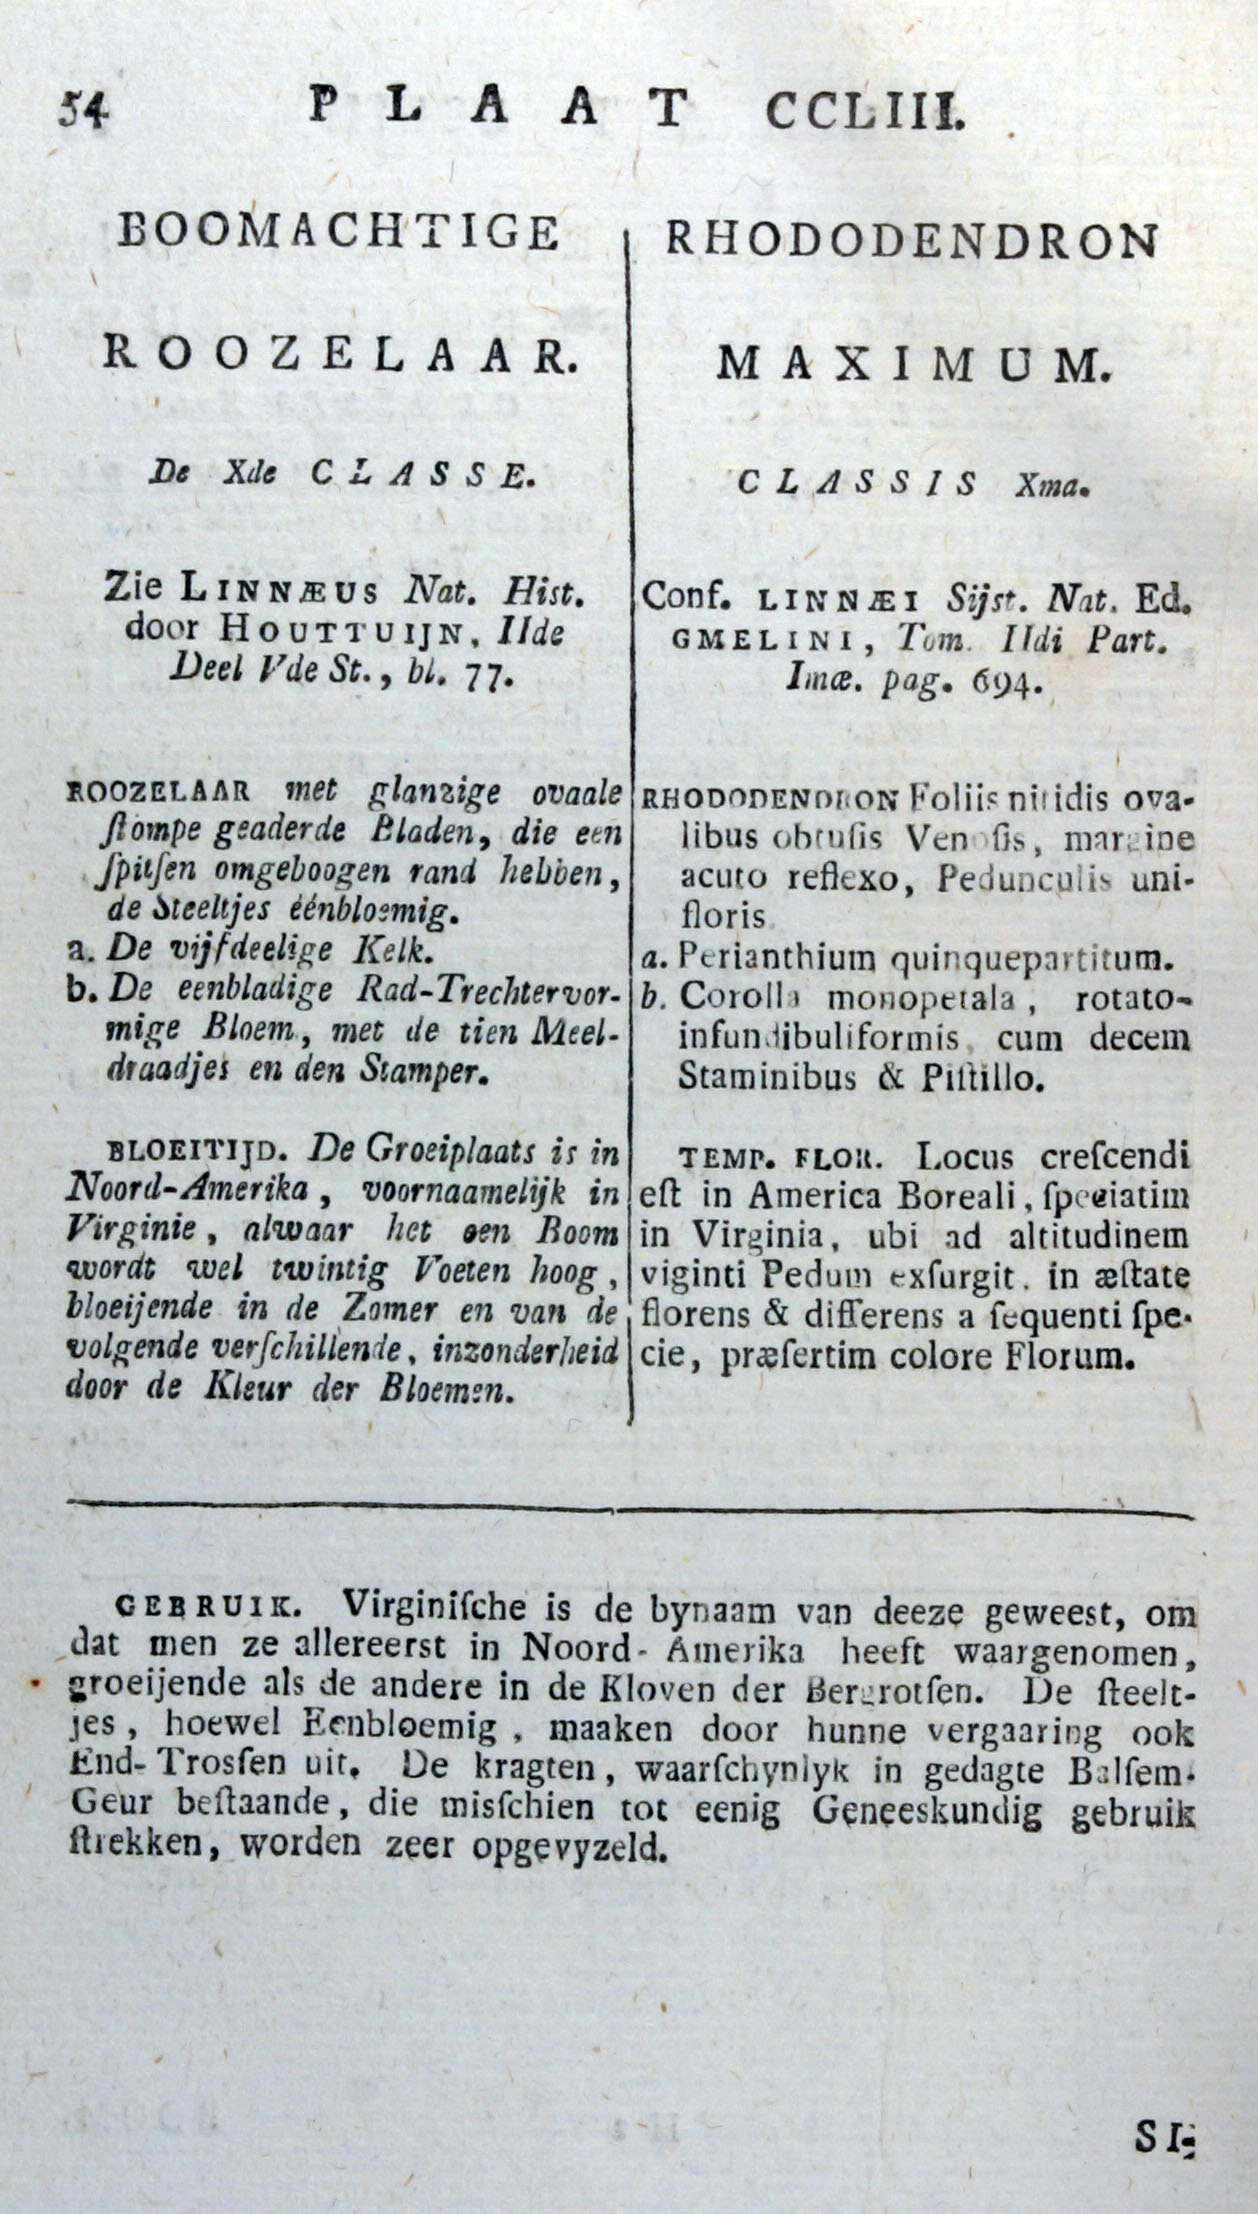 54 PLAAT CCLIII.
BOOMACHTIGE
ROOZELAAR.
De Xde CLASSE.
Zie LINNÆUS Nat. Hist.
door HOUTTUIJN, IIde
Deel Vde St., bl. 77.
ROOZELAAR met glanzige ovaale
ſtompe geaderde Bladen, die een
ſpitſen omgeboogen rand hebben,
de Steeltjes éénbloemig.
a. De vijfdeelige Kelk.
b. De eenbladige Rad-Trechtervor-
mige Bloem, met de tien Meel-
draadjes en den Stamper.
BLOEITIJD. De Groeiplaats is in
Noord-Amerika, voornaamelijk in
Virginie, alwaar het een Boom
wordt wel twintig Voeten hoog,
bloeijende in de Zomer en van de
volgende verſchillende, inzonderheid
door de Kleur der Bloemen.
RHODODENDRON
MAXIMUM.
CLASSIS Xma.
Conf. LINNÆI Sijst. Nat. Ed.
GMELINI, Tom. IIdi Part.
Imæ. pag. 694.
RHODODENDRON Foliis nitidis ova-
libus obtuſis Venoſis, margine
acuto reflexo, Pedunculis uni-
floris
a. Perianthium quinquepartitum.
b. Corolla monopetala, rotato-
infundibuliformis cum decem
Staminibus & Piſtillo.
TEMP. FLOR. Locus creſcendi
eſt in America Boreali, ſpeciatim
in Virginia, ubi ad altitudinem
viginti Pedum exſurgit, in æſtate
florens & differens a ſequenti ſpe-
cie, præſertim colore Florum.
GEBRUIK. Virginiſche is de bynaam van deeze geweest, om
dat men ze allereerst in Noord-Amerika heeft waargenomen,
groeijende als de andere in de Kloven der Bergrotſen. De ſteelt-
jes, hoewel Eenbloemig, maaken door hunne vergaaring ook
End-Trosſen uit. De kragten, waarſchynlyk in gedagte Balſem-
Geur beſtaande, die misſchien tot eenig Geneeskundig gebruik
ſtrekken, worden zeer opgevyzeld.
SI-